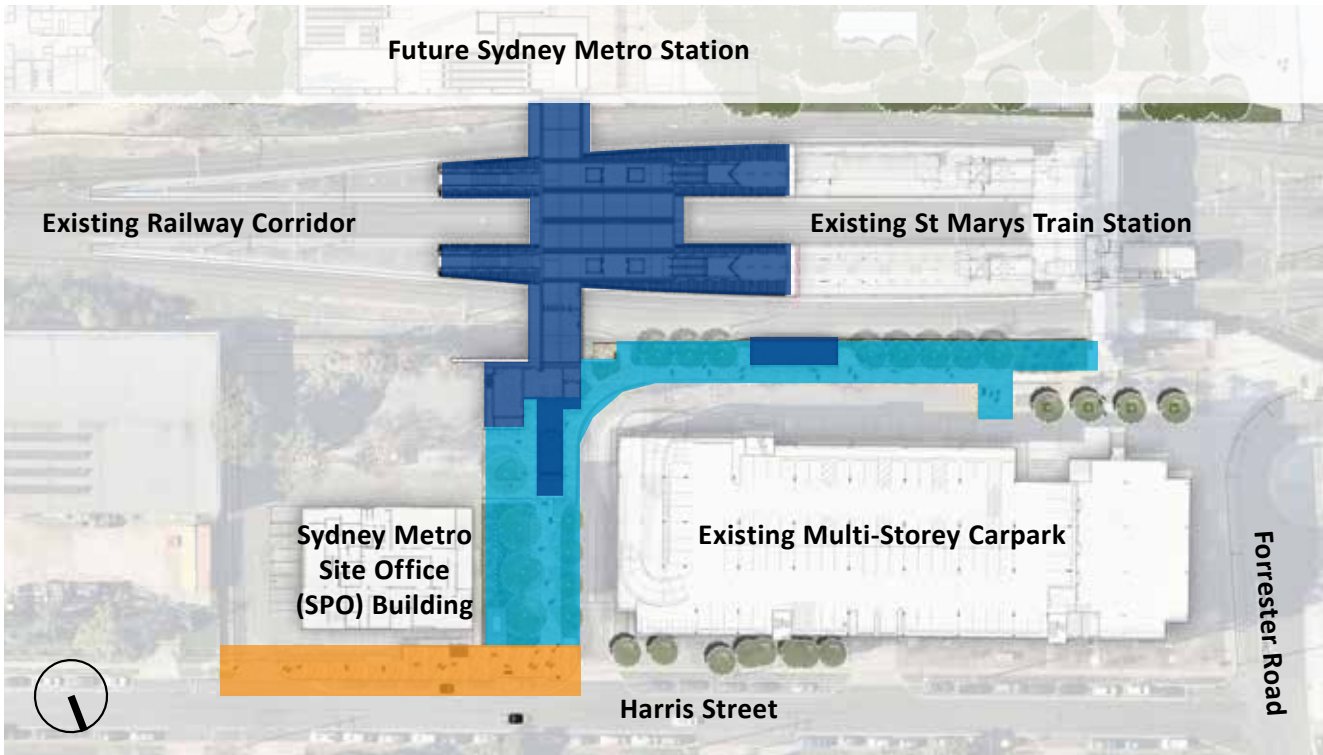 Future Sydney Metro Station
Existing Railway Corridor
Existing St Marys Train Station
Sydney Metro
Site Office
(SPO) Building
Existing Multi-Storey Carpark
Forrester Road
Harris Street